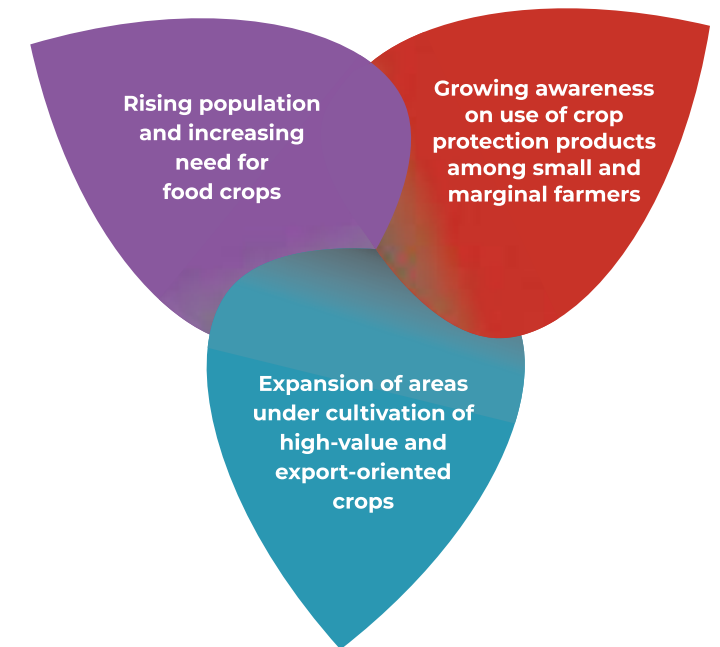 Rising population
and increasing
need for
food crops
Growing awareness
on use of crop
protection products
among small and
marginal farmers
Expansion of areas
under cultivation of
high-value and
export-oriented
crops